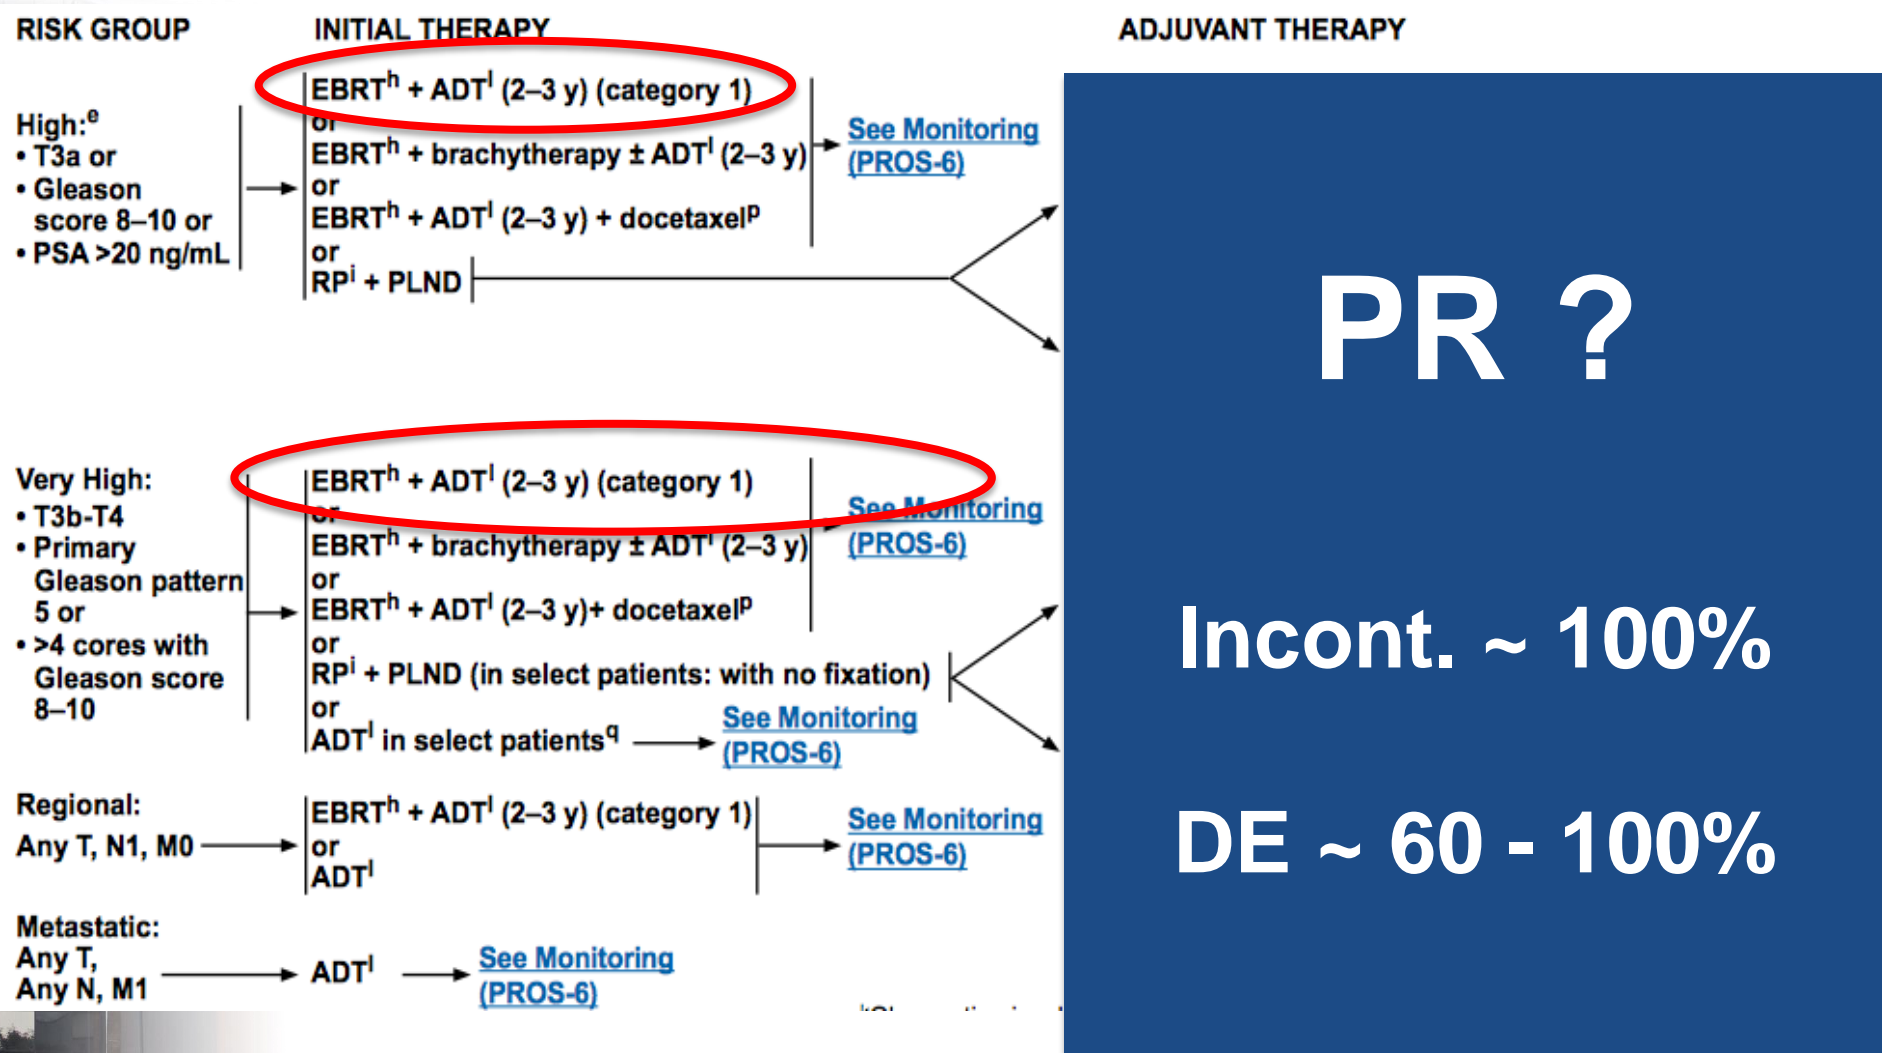 RISK GROUP INITIAL THERAPY ADJUVANT THERAPY
High:e
• T3a or
• Gleason
score 8–10 or
• PSA >20 ng/mL
EBRTh + ADTl (2–3 y) (category 1)
or
EBRTh + brachytherapy ± ADTl (2–3 y)
or
EBRTh + ADTl (2–3 y) + docetaxelp
or
RPi + PLND
See Monitoring
(PROS-6)
Very High:
• T3b-T4
• Primary
Gleason pattern
5 or
• >4 cores with
Gleason score
8–10
EBRTh + ADTl (2–3 y) (category 1)
or
EBRTh + brachytherapy ± ADTl (2–3 y)
or
EBRTh + ADTl (2–3 y)+ docetaxelp
or
RPi + PLND (in select patients: with no fixation)
or
ADTl in select patientsq
See Monitoring
(PROS-6)
See Monitoring
(PROS-6)
Regional:
Any T, N1, M0
EBRTh + ADTl (2–3 y) (category 1)
or
ADTl
See Monitoring
(PROS-6)
Metastatic:
Any T,
Any N, M1
ADTl
See Monitoring
(PROS-6)
PR ?
Incont. ~ 100%
DE ~ 60 - 100%